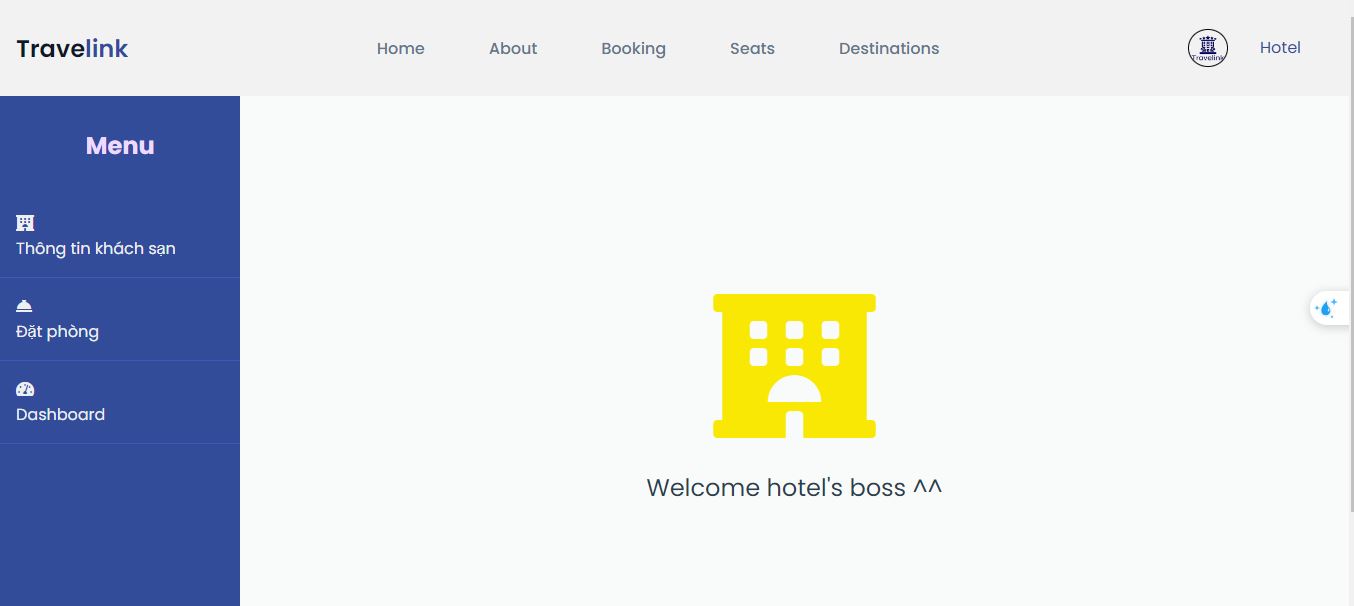 Travelink
Home About Booking Seats Destinations
Travelink
Hotel
Menu
Thông tin khách sạn
Đặt phòng
Dashboard
Welcome hotel's boss ^^